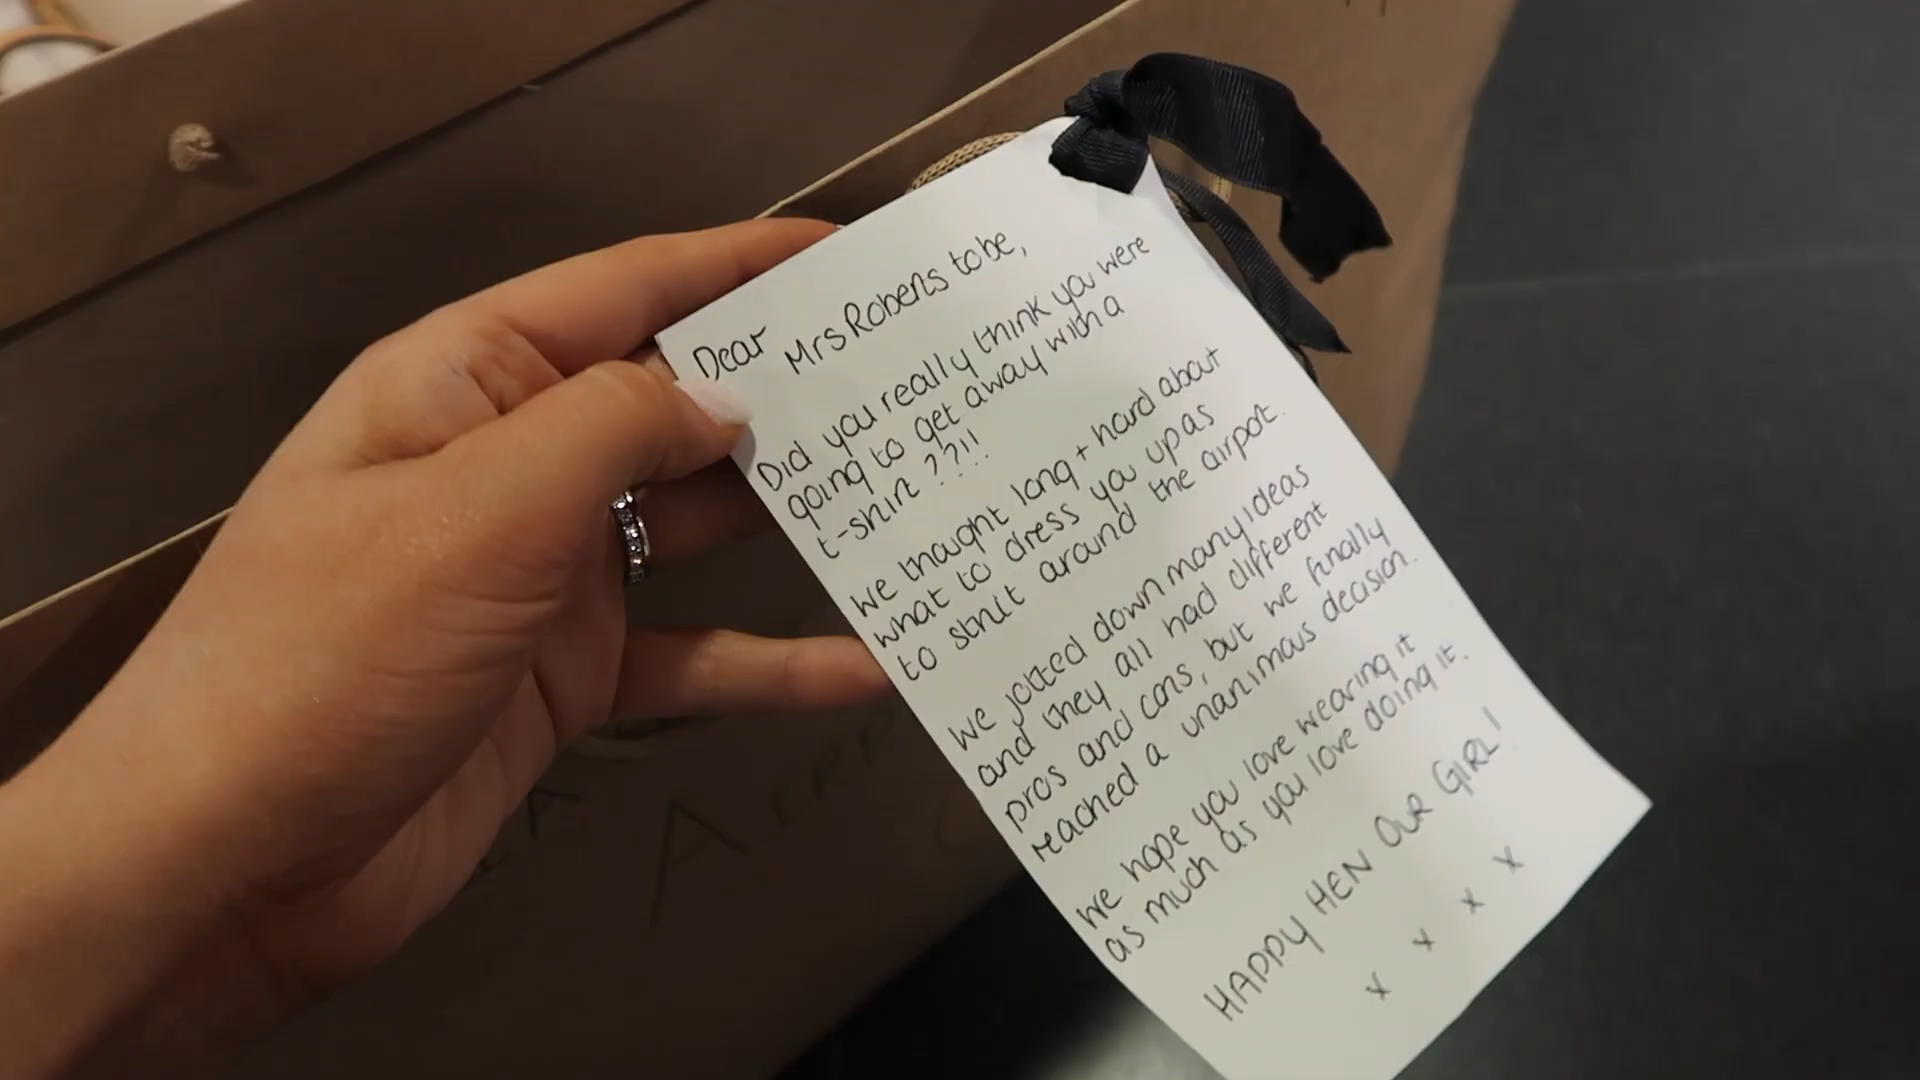 Dear Mrs Roberts to be,
Did you really think you were
going to get away with a
t-shirt ??!!
We thought long + hard about
what to dress you up as
to strut around the airport.
We jotted down many ideas
and they all had different
pros and cons, but we finally
reached a unanimous decision.
We hope you love wearing it
as much as you love doing it.
HAPPY HEN OUR GIRL!
x x x x